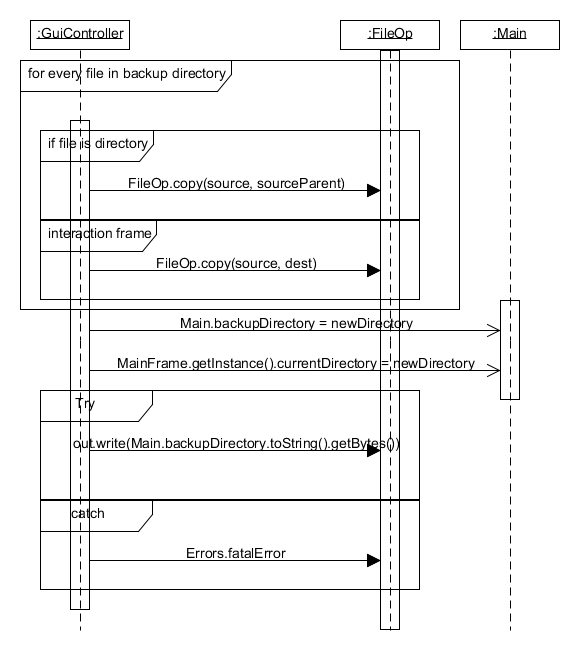 :GuiController
:FileOp
:Main
for every file in backup directory
if file is directory
FileOp.copy(source, sourceParent)
interaction frame
FileOp.copy(source, dest)
Main.backupDirectory = newDirectory
MainFrame.getInstance().currentDirectory = newDirectory
Try
out.write(Main.backupDirectory.toString().getBytes())
catch
Errors.fatalError